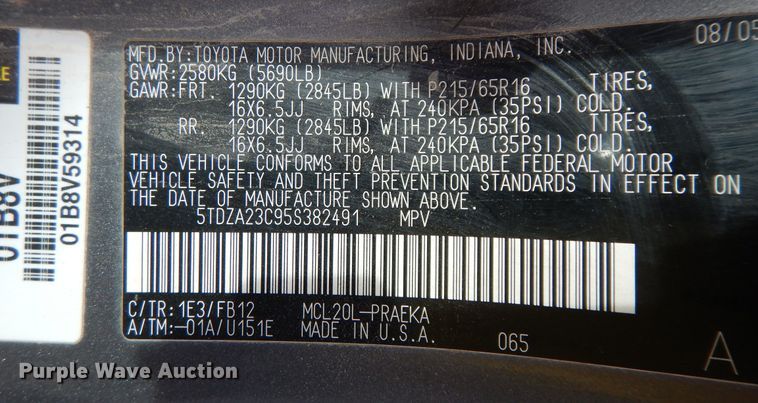 MFD.BY:TOYOTA MOTOR MANUFACTURING, INDIANA, INC. 08/05
GVWR:2580KG (5690LB)
GAWR:FRT. 1290KG (2845LB) WITH P215/65R16 TIRES,
16X6.5JJ RIMS, AT 240KPA (35PSI) COLD.
RR. 1290KG (2845LB) WITH P215/65R16 TIRES,
16X6.5JJ RIMS, AT 240KPA (35PSI) COLD.
THIS VEHICLE CONFORMS TO ALL APPLICABLE FEDERAL MOTOR
VEHICLE SAFETY AND THEFT PREVENTION STANDARDS IN EFFECT ON
THE DATE OF MANUFACTURE SHOWN ABOVE.
5TDZA23C95S382491 MPV
C/TR:1E3/FB12 MCL20L-PRAEKA
A/TM:-01A/U151E MADE IN U.S.A. 065 A
01B8V
01B8V59314
Purple Wave Auction